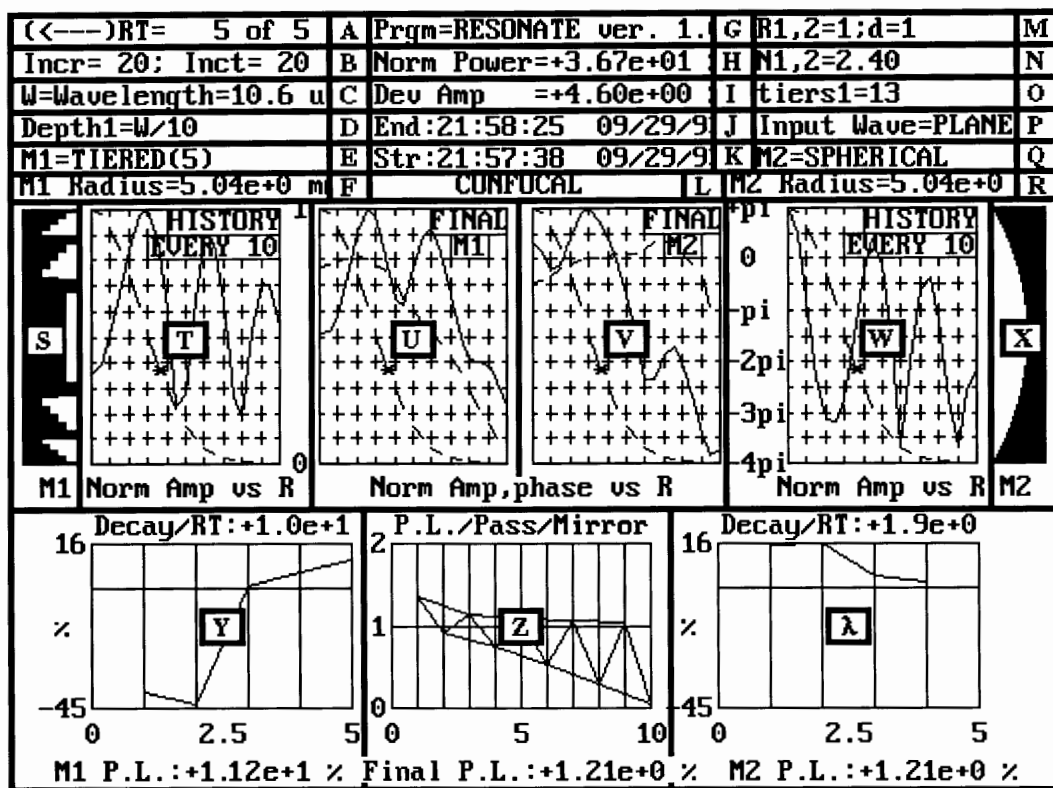 (<---)RT= 5 of 5 A Prgm=RESONATE ver. 1. G R1,2=1;d=1 M
Incr= 20; Inct= 20 B Norm Power=+3.67e+01 H N1,2=2.40 N
W=Wavelength=10.6 u C Dev Amp =+4.60e+00 I tiers1=13 O
Depth1=W/10 D End:21:58:25 09/29/9 J Input Wave=PLANE P
M1=TIERED(5) E Str:21:57:38 09/29/9 K M2=SPHERICAL Q
M1 Radius=5.04e+0 m F CONFOCAL L M2 Radius=5.04e+0 R
1 HISTORY FINAL FINAL +pi HISTORY
EVERY 10 M1 M2 0 EVERY 10
-pi
S T U V W X
-2pi
-3pi
0 -4pi
M1 Norm Amp vs R Norm Amp,phase vs R Norm Amp vs R M2
Decay/RT:+1.0e+1 P.L./Pass/Mirror Decay/RT:+1.9e+0
16 2 16
% Y 1 Z % λ
-45 0 -45
0 2.5 5 0 5 10 0 2.5 5
M1 P.L.:+1.12e+1 % Final P.L.:+1.21e+0 % M2 P.L.:+1.21e+0 %